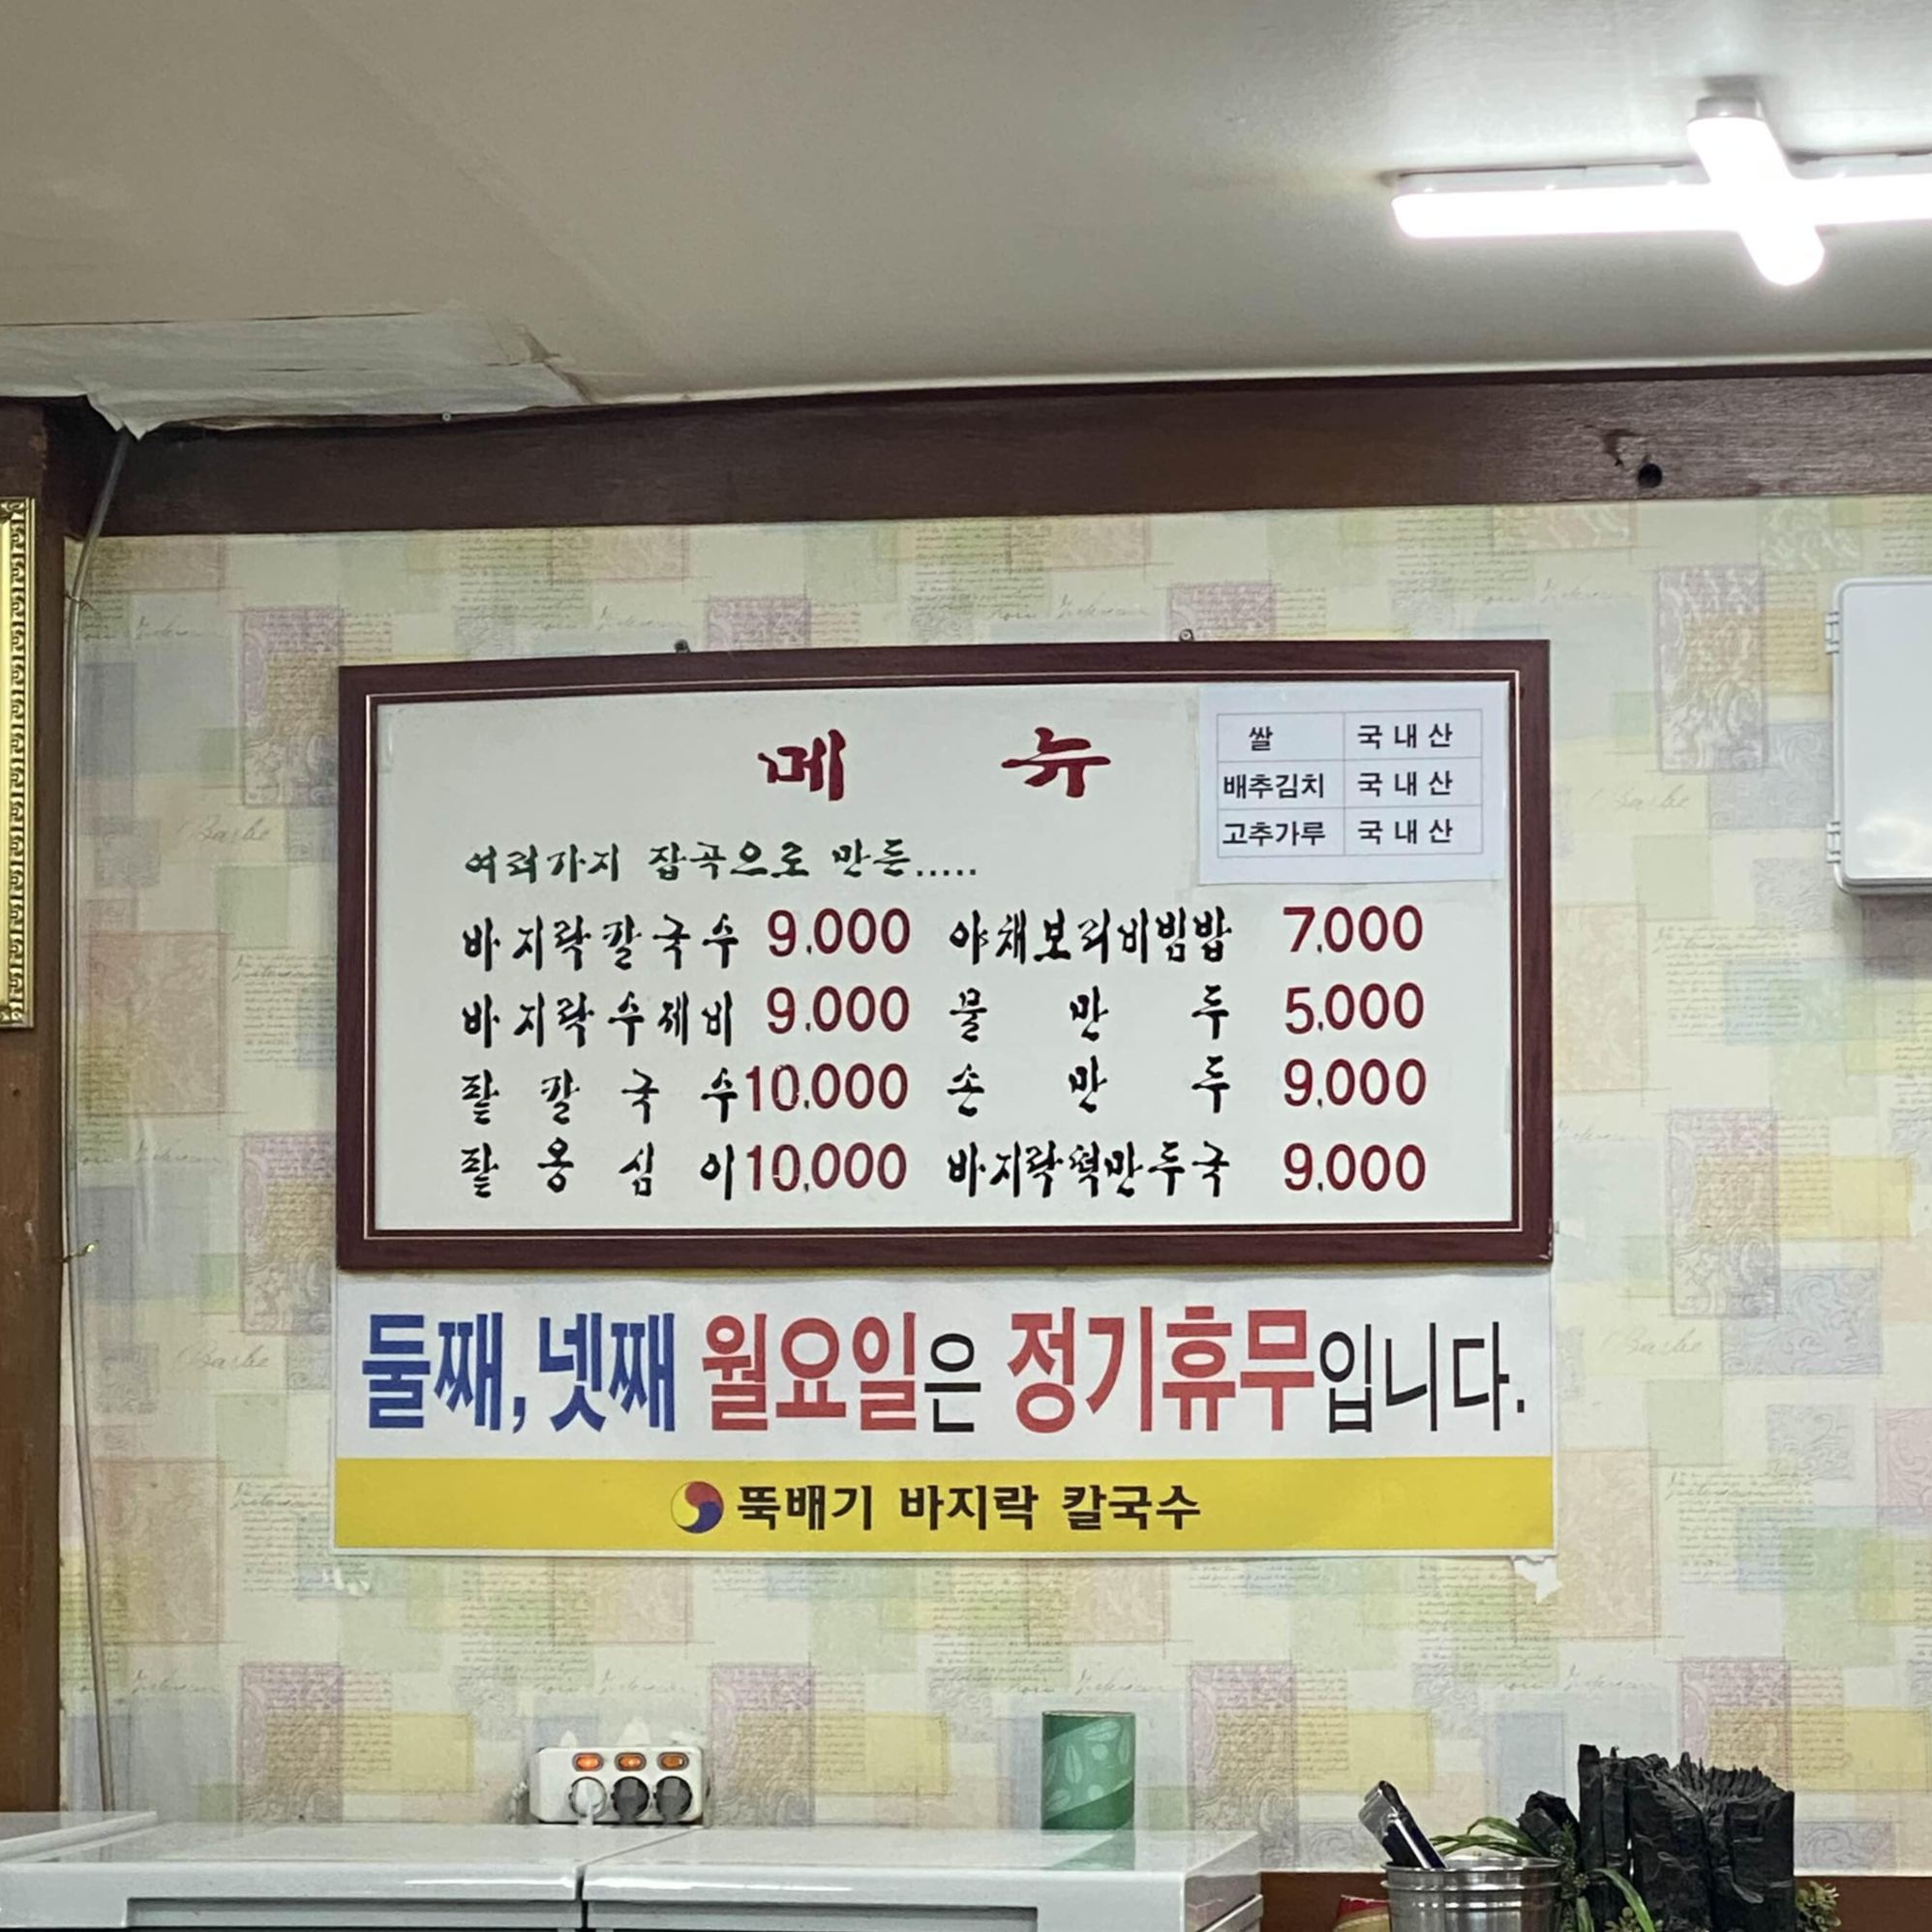 메 뉴
쌀 국내산
배추김치 국내산
고추가루 국내산
여러가지 잡곡으로 만든.....
바지락칼국수 9,000 야채보리비빔밥 7,000
바지락수제비 9,000 물만두 5,000
팥칼국수 10,000 손만두 9,000
팥옹심이 10,000 바지락떡만두국 9,000
둘째, 넷째 월요일은 정기휴무입니다.
뚝배기 바지락 칼국수